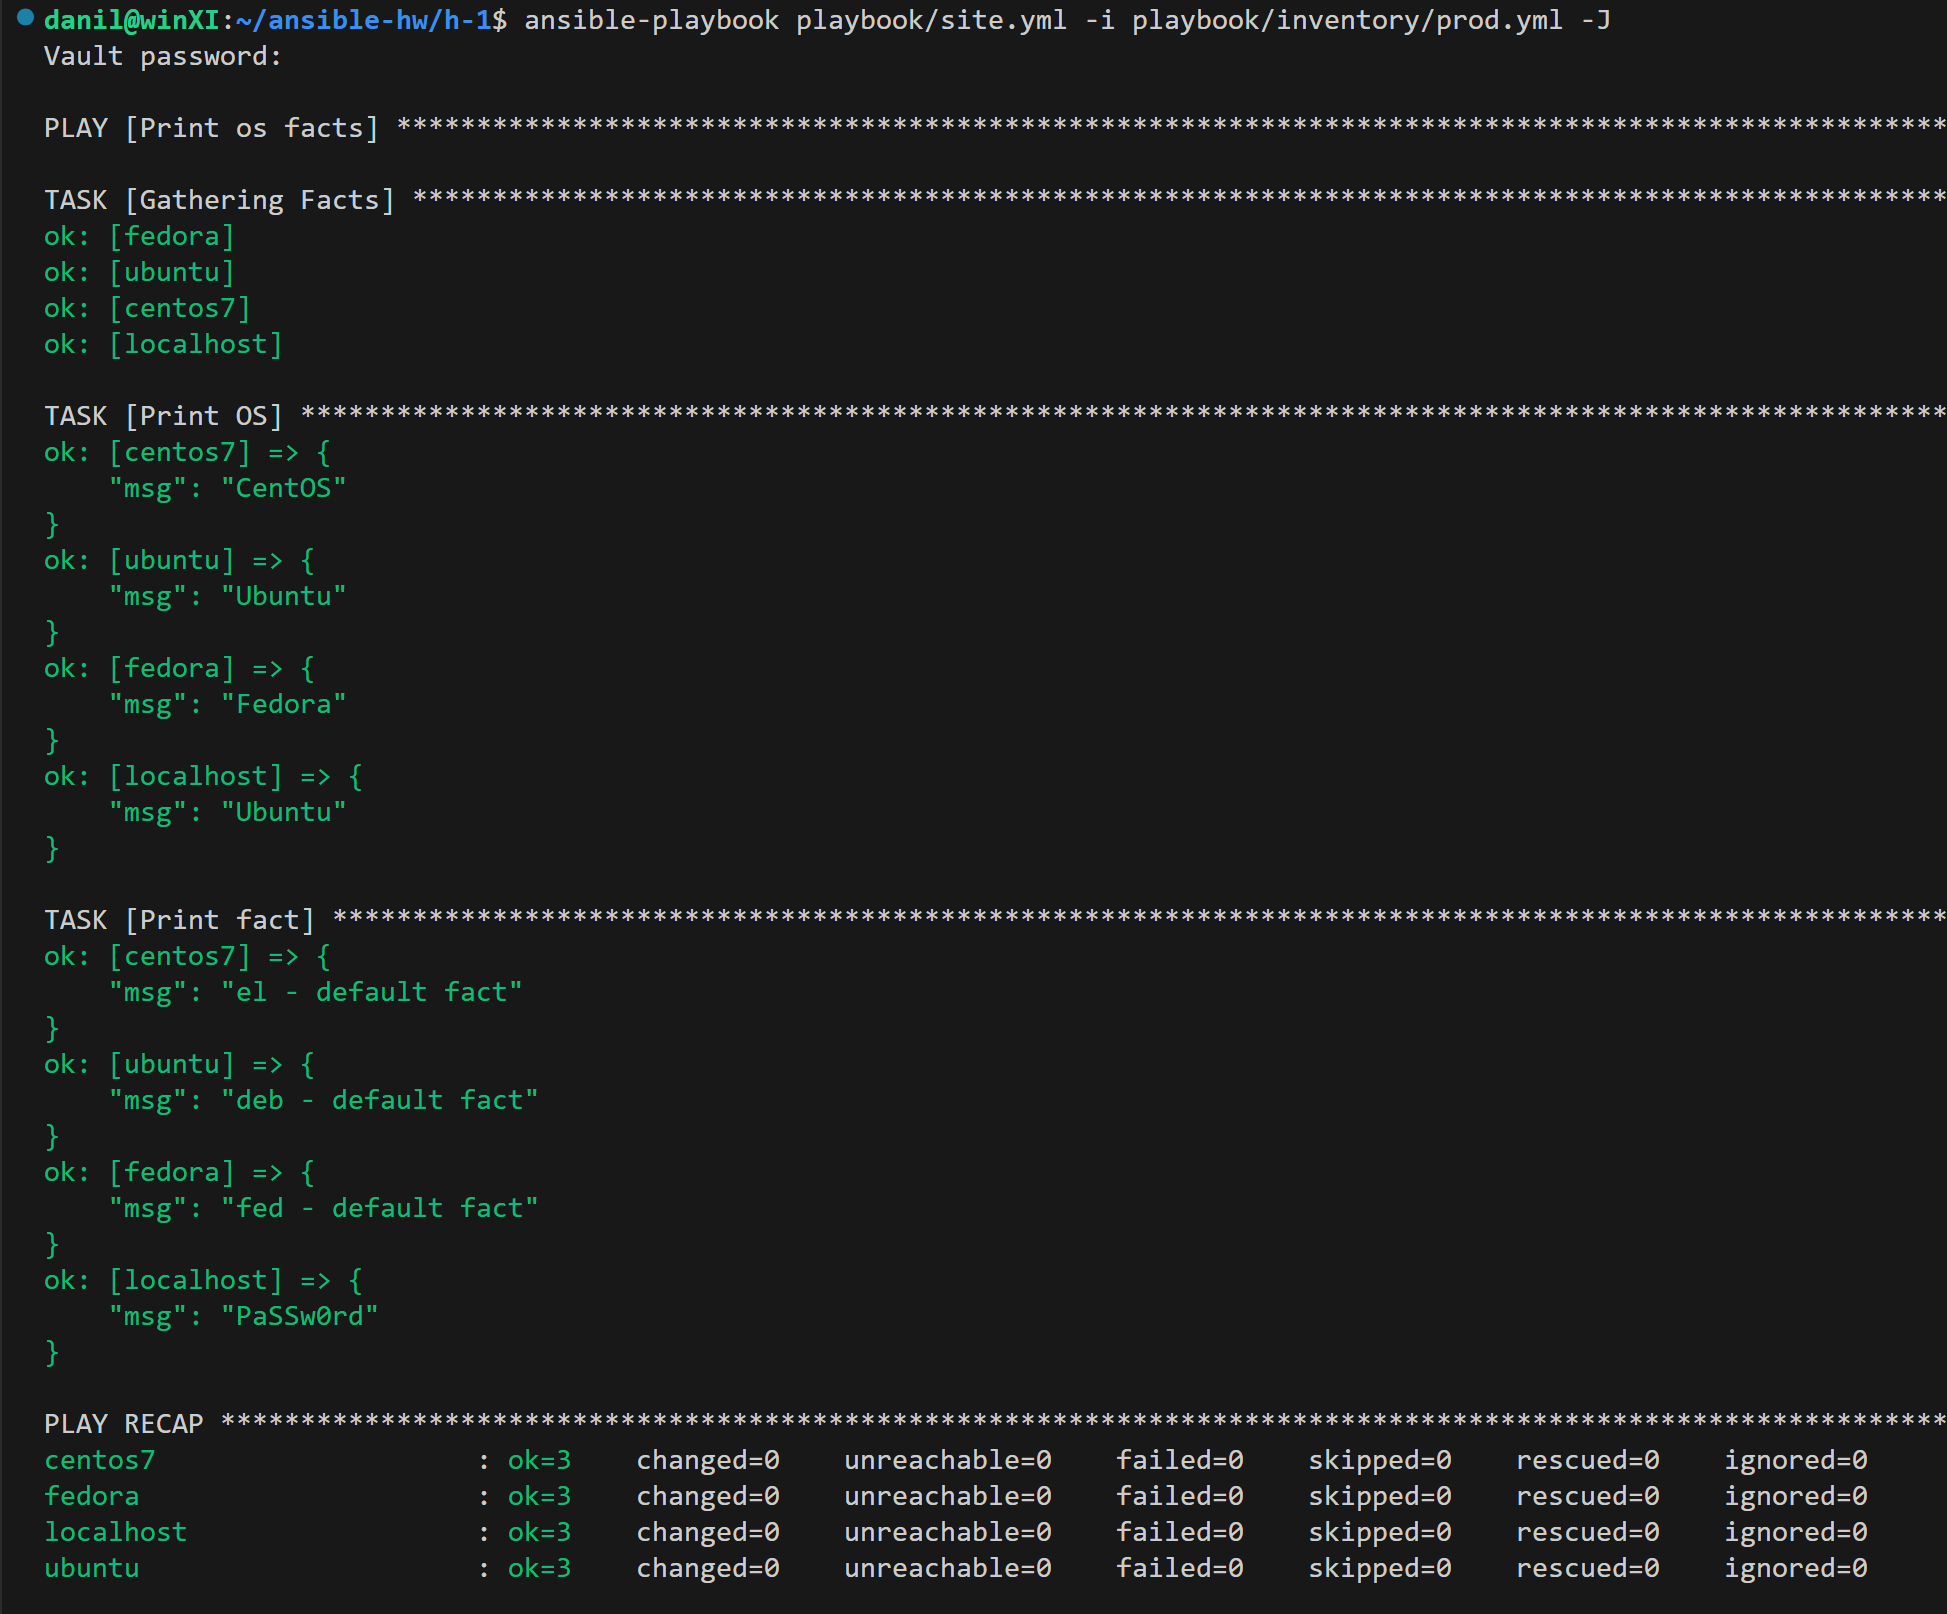 danil@winXI:~/ansible-hw/h-1$ ansible-playbook playbook/site.yml -i playbook/inventory/prod.yml -J
Vault password:

PLAY [Print os facts] *************************************************************************************************

TASK [Gathering Facts] ************************************************************************************************
ok: [fedora]
ok: [ubuntu]
ok: [centos7]
ok: [localhost]

TASK [Print OS] *******************************************************************************************************
ok: [centos7] => {
    "msg": "CentOS"
}
ok: [ubuntu] => {
    "msg": "Ubuntu"
}
ok: [fedora] => {
    "msg": "Fedora"
}
ok: [localhost] => {
    "msg": "Ubuntu"
}

TASK [Print fact] *****************************************************************************************************
ok: [centos7] => {
    "msg": "el - default fact"
}
ok: [ubuntu] => {
    "msg": "deb - default fact"
}
ok: [fedora] => {
    "msg": "fed - default fact"
}
ok: [localhost] => {
    "msg": "PaSSw0rd"
}

PLAY RECAP ************************************************************************************************************
centos7                    : ok=3    changed=0    unreachable=0    failed=0    skipped=0    rescued=0    ignored=0
fedora                     : ok=3    changed=0    unreachable=0    failed=0    skipped=0    rescued=0    ignored=0
localhost                  : ok=3    changed=0    unreachable=0    failed=0    skipped=0    rescued=0    ignored=0
ubuntu                     : ok=3    changed=0    unreachable=0    failed=0    skipped=0    rescued=0    ignored=0